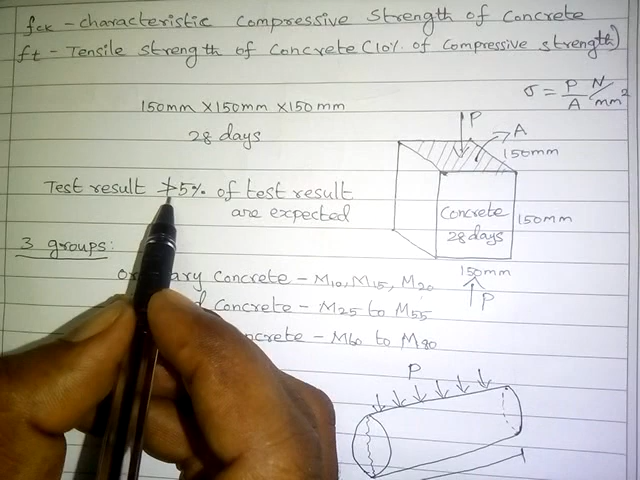 fck - characteristic compressive strength of concrete
ft - Tensile strength of concrete (10% of compressive strength)
σ = P/A N/mm²
150mm × 150mm × 150mm
28 days
P
A
150mm
Test result ≯5% of test result
are expected
Concrete
28 days
150mm
150mm
P
3 groups:
concrete - M10, M15, M20
concrete - M25 to M55
- M60 to M80
P